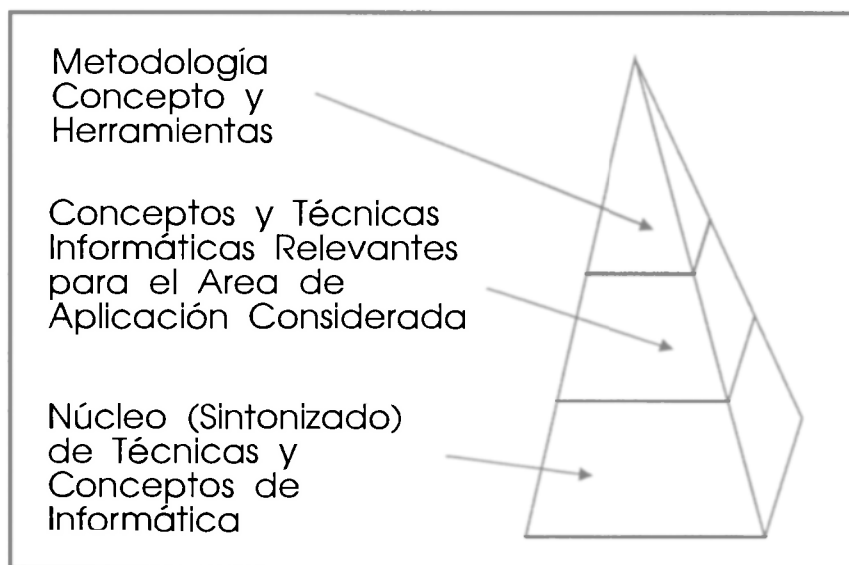 Metodología
Concepto y
Herramientas
Conceptos y Técnicas
Informáticas Relevantes
para el Area de
Aplicación Considerada
Núcleo (Sintonizado)
de Técnicas y
Conceptos de
Informática